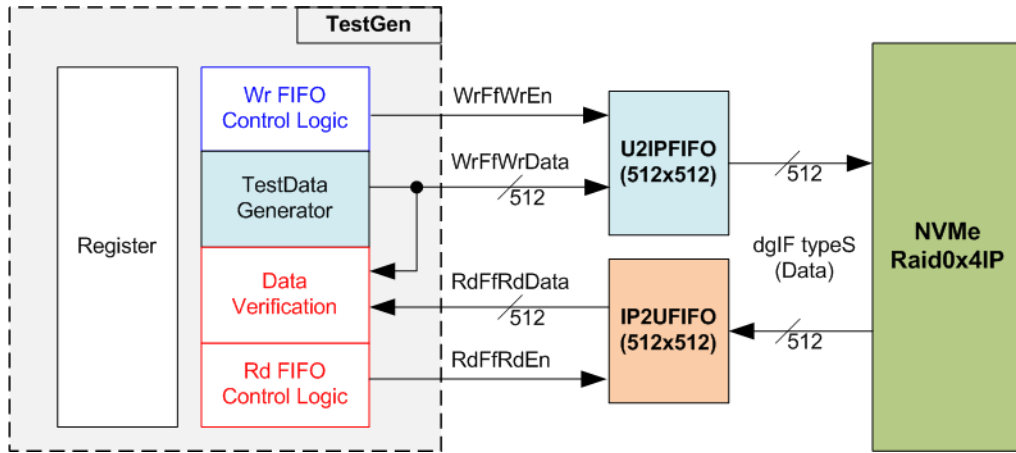 TestGen
Register
Wr FIFO
Control Logic
TestData
Generator
Data
Verification
Rd FIFO
Control Logic
WrFfWrEn
WrFfWrData
512
RdFfRdData
512
RdFfRdEn
U2IPFIFO
(512x512)
IP2UFIFO
(512x512)
512
dgIF typeS
(Data)
512
NVMe
Raid0x4IP